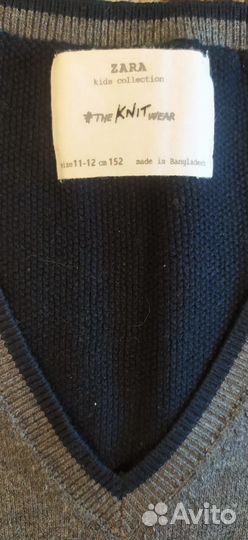 ZARA
kids collection
#THE KNIT WEAR
size 11-12 cm 152 made in Bangladesh
Avito